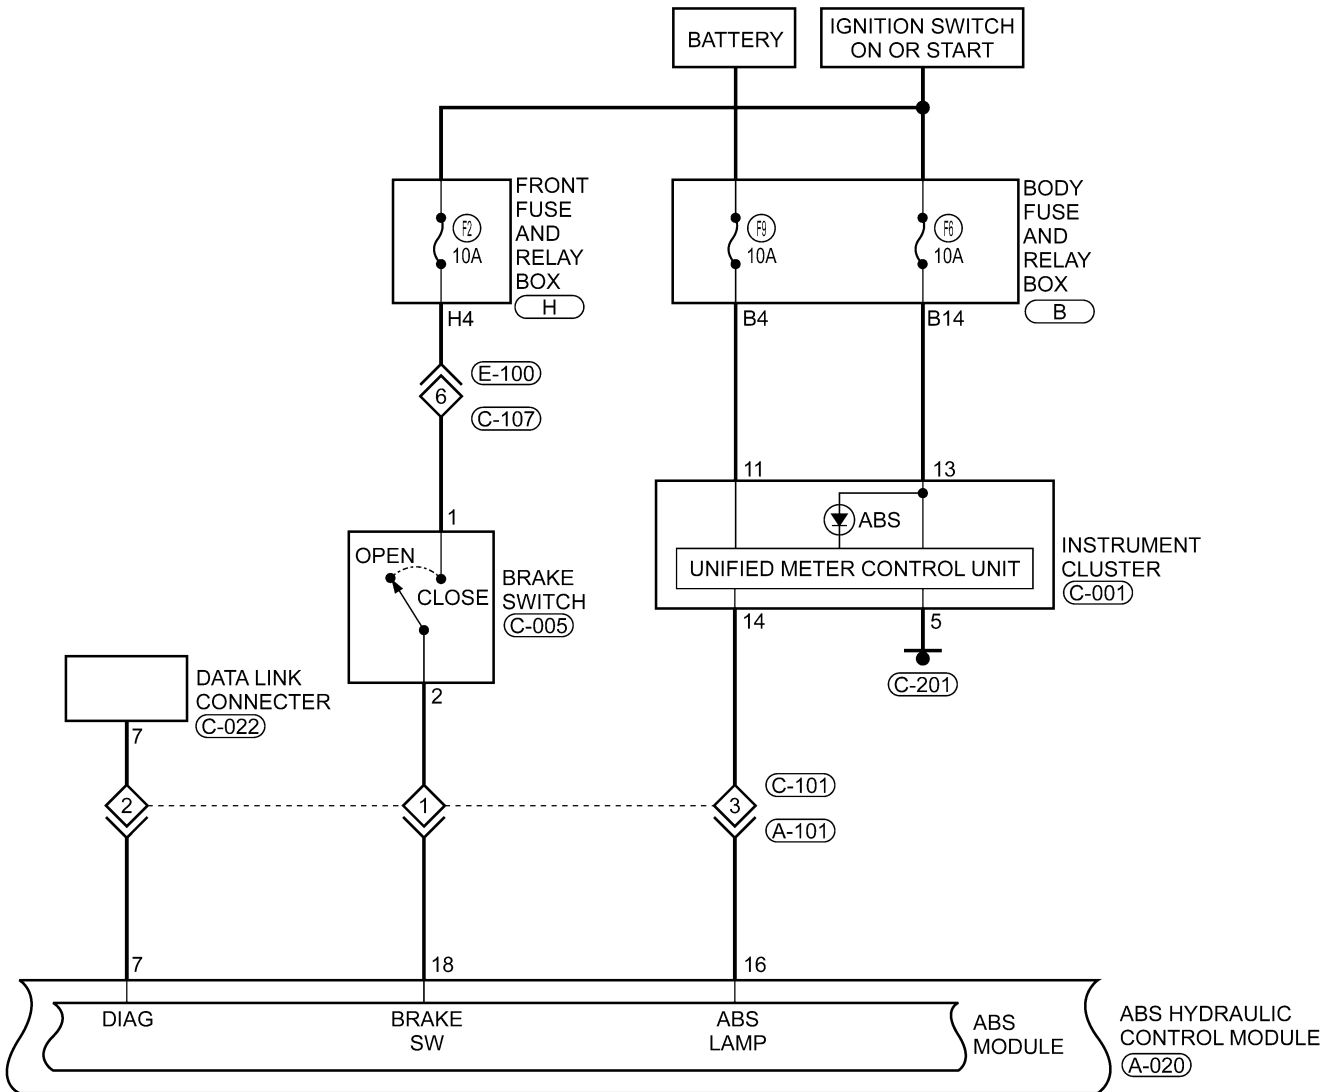 BATTERY
IGNITION SWITCH
ON OR START
FRONT
FUSE
AND
RELAY
BOX
H
F2
10A
F9
10A
F6
10A
BODY
FUSE
AND
RELAY
BOX
B
H4
B4
B14
E-100
6
C-107
11
13
1
ABS
OPEN
CLOSE
BRAKE
SWITCH
C-005
UNIFIED METER CONTROL UNIT
INSTRUMENT
CLUSTER
C-001
14
5
C-201
2
DATA LINK
CONNECTER
C-022
7
2
1
3
C-101
A-101
7
18
16
DIAG
BRAKE
SW
ABS
LAMP
ABS
MODULE
ABS HYDRAULIC
CONTROL MODULE
A-020